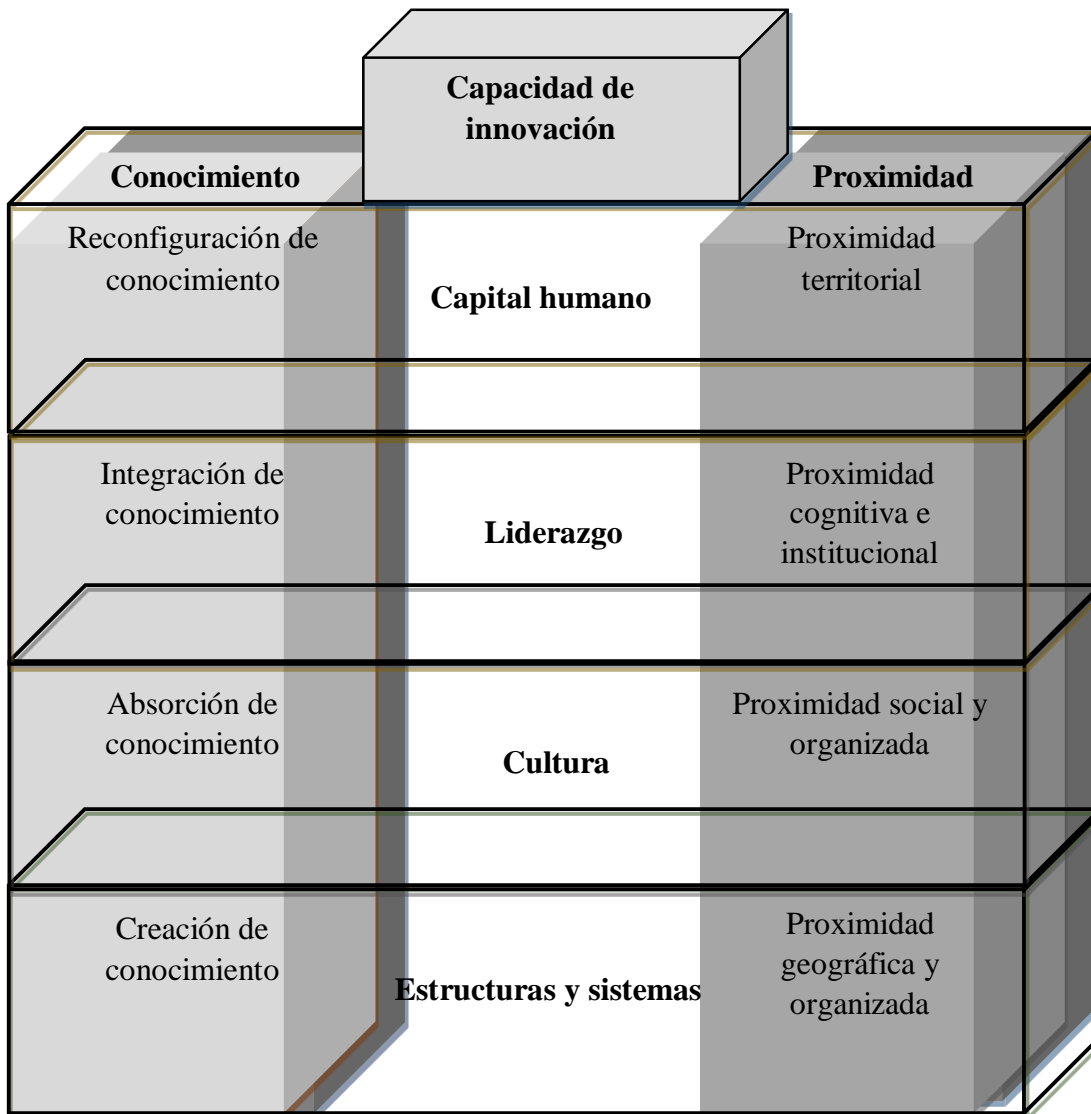 Capacidad de
innovación
Conocimiento
Proximidad
Reconfiguración de
conocimiento
Capital humano
Proximidad
territorial
Integración de
conocimiento
Liderazgo
Proximidad
cognitiva e
institucional
Absorción de
conocimiento
Cultura
Proximidad social y
organizada
Creación de
conocimiento
Estructuras y sistemas
Proximidad
geográfica y
organizada